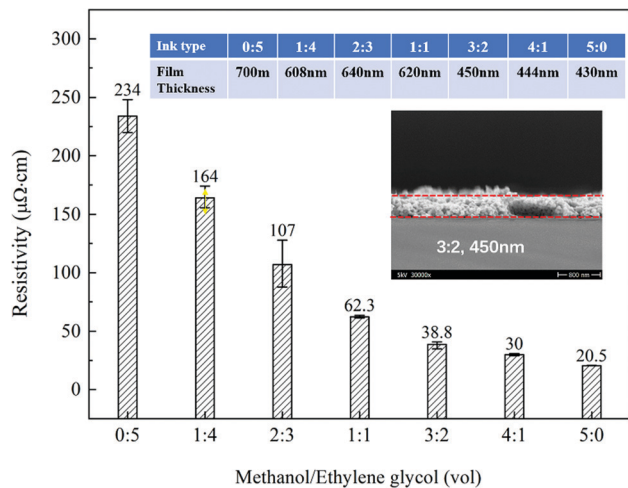 Ink type 0:5 1:4 2:3 1:1 3:2 4:1 5:0
Film Thickness 700m 608nm 640nm 620nm 450nm 444nm 430nm
300
250
200
150
100
50
0
Resistivity (μΩ·cm)
234
164
107
62.3
38.8
30
20.5
3:2, 450nm
5kV 30000x
800 nm
0:5 1:4 2:3 1:1 3:2 4:1 5:0
Methanol/Ethylene glycol (vol)